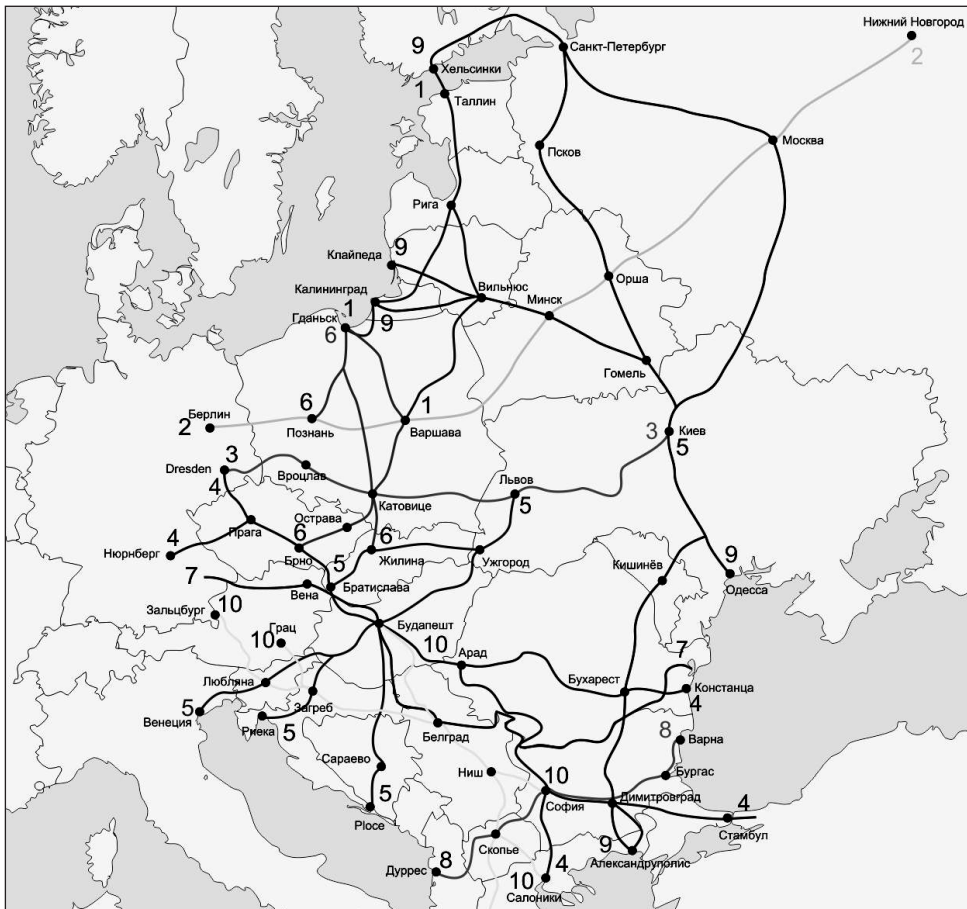 Нижний Новгород
2
9
Санкт-Петербург
Хельсинки
1
Таллин
Москва
Псков
Рига
Клайпеда
9
Орша
Калининград
Вильнюс
Минск
1
Гданьск
6
9
Гомель
6
1
Берлин
2
Познань
Варшава
3
Киев
5
3
Dresden
4
Вроцлав
Львов
5
Катовице
Острава
Прага
6
4
Нюрнберг
Брно
6
Жилина
Ужгород
5
Кишинёв
9
Одесса
7
Вена
Братислава
Зальцбург
10
Грац
10
Будапешт
10
Арад
7
Любляна
Бухарест
Констанца
4
Загреб
5
Венеция
Риека
5
Белград
8
Варна
Сараево
Ниш
10
Бургас
5
София
Димитровград
4
Ploce
Стамбул
Скопье
9
Александруполис
Дуррес
8
4
10
Салоники